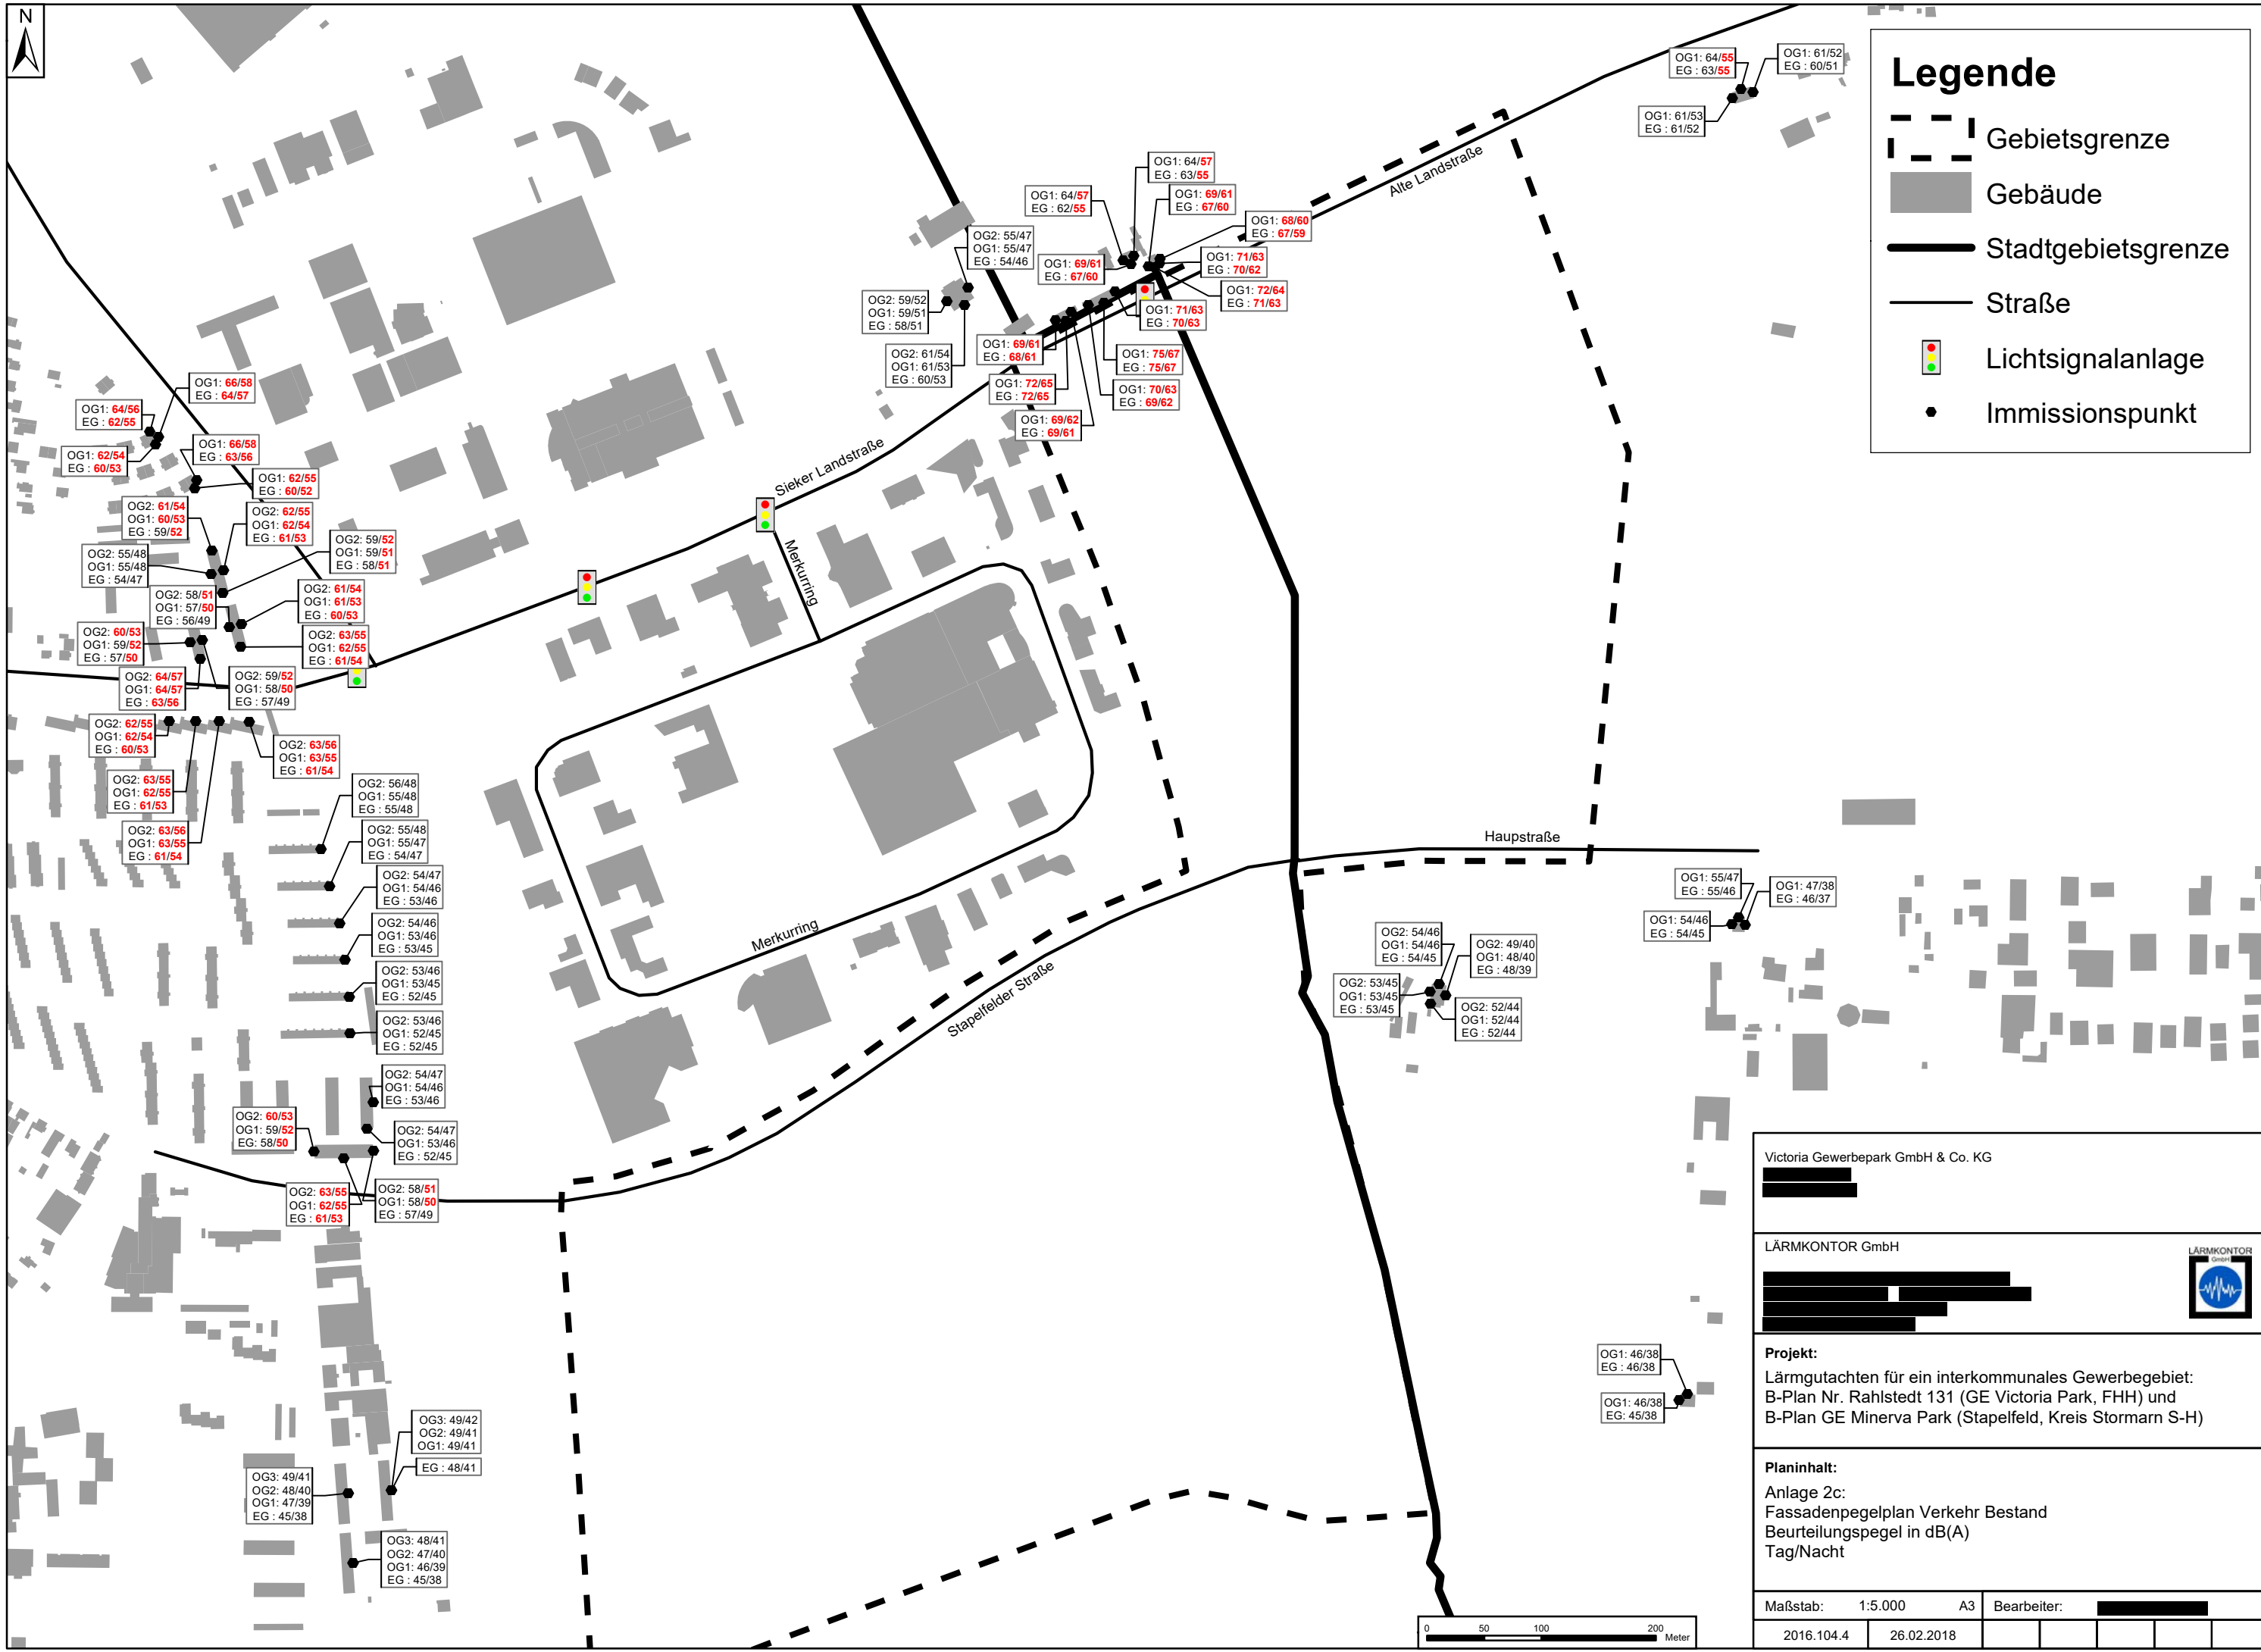 N
Legende
Gebietsgrenze
Gebäude
Stadtgebietsgrenze
Straße
Lichtsignalanlage
Immissionspunkt
OG1: 64/55
EG : 63/55
OG1: 61/52
EG : 60/51
OG1: 61/53
EG : 61/52
Alte Landstraße
OG1: 64/57
EG : 63/55
OG1: 64/57
EG : 62/55
OG1: 69/61
EG : 67/60
OG1: 68/60
EG : 67/59
OG2: 55/47
OG1: 55/47
EG : 54/46
OG1: 69/61
EG : 67/60
OG1: 71/63
EG : 70/62
OG1: 72/64
EG : 71/63
OG2: 59/52
OG1: 59/51
EG : 58/51
OG1: 71/63
EG : 70/63
OG1: 69/61
EG : 68/61
OG2: 61/54
OG1: 61/53
EG : 60/53
OG1: 75/67
EG : 75/67
OG1: 72/65
EG : 72/65
OG1: 70/63
EG : 69/62
OG1: 69/62
EG : 69/61
Sieker Landstraße
Merkurring
OG1: 66/58
EG : 64/57
OG1: 64/56
EG : 62/55
OG1: 62/54
EG : 60/53
OG1: 66/58
EG : 63/56
OG1: 62/55
EG : 60/52
OG2: 61/54
OG1: 60/53
EG : 59/52
OG2: 62/55
OG1: 62/54
EG : 61/53
OG2: 59/52
OG1: 59/51
EG : 58/51
OG2: 55/48
OG1: 55/48
EG : 54/47
OG2: 58/51
OG1: 57/50
EG : 56/49
OG2: 61/54
OG1: 61/53
EG : 60/53
OG2: 60/53
OG1: 59/52
EG : 57/50
OG2: 63/55
OG1: 62/55
EG : 61/54
OG2: 64/57
OG1: 64/57
EG : 63/56
OG2: 59/52
OG1: 58/50
EG : 57/49
OG2: 62/55
OG1: 62/54
EG : 60/53
OG2: 63/56
OG1: 63/55
EG : 61/54
OG2: 63/55
OG1: 62/55
EG : 61/53
OG2: 63/56
OG1: 63/55
EG : 61/54
OG2: 56/48
OG1: 55/48
EG : 55/48
OG2: 55/48
OG1: 55/47
EG : 54/47
OG2: 54/47
OG1: 54/46
EG : 53/46
OG2: 54/46
OG1: 53/46
EG : 53/45
OG2: 53/46
OG1: 53/45
EG : 52/45
OG2: 53/46
OG1: 52/45
EG : 52/45
OG2: 54/47
OG1: 54/46
EG : 53/46
OG2: 54/47
OG1: 53/46
EG : 52/45
OG2: 60/53
OG1: 59/52
EG: 58/50
OG2: 63/55
OG1: 62/55
EG : 61/53
OG2: 58/51
OG1: 58/50
EG : 57/49
Merkurring
Stapelfelder Straße
Haupstraße
OG1: 55/47
EG : 55/46
OG1: 47/38
EG : 46/37
OG1: 54/46
EG : 54/45
OG2: 54/46
OG1: 54/46
EG : 54/45
OG2: 49/40
OG1: 48/40
EG : 48/39
OG2: 53/45
OG1: 53/45
EG : 53/45
OG2: 52/44
OG1: 52/44
EG : 52/44
OG1: 46/38
EG : 46/38
OG1: 46/38
EG: 45/38
OG3: 49/42
OG2: 49/41
OG1: 49/41
EG : 48/41
OG3: 49/41
OG2: 48/40
OG1: 47/39
EG : 45/38
OG3: 48/41
OG2: 47/40
OG1: 46/39
EG : 45/38
Victoria Gewerbepark GmbH & Co. KG
LÄRMKONTOR GmbH
LÄRMKONTOR
GmbH
Projekt:
Lärmgutachten für ein interkommunales Gewerbegebiet:
B-Plan Nr. Rahlstedt 131 (GE Victoria Park, FHH) und
B-Plan GE Minerva Park (Stapelfeld, Kreis Stormarn S-H)
Planinhalt:
Anlage 2c:
Fassadenpegelplan Verkehr Bestand
Beurteilungspegel in dB(A)
Tag/Nacht
Maßstab: 1:5.000 A3 Bearbeiter:
2016.104.4 26.02.2018
0 50 100 200 Meter